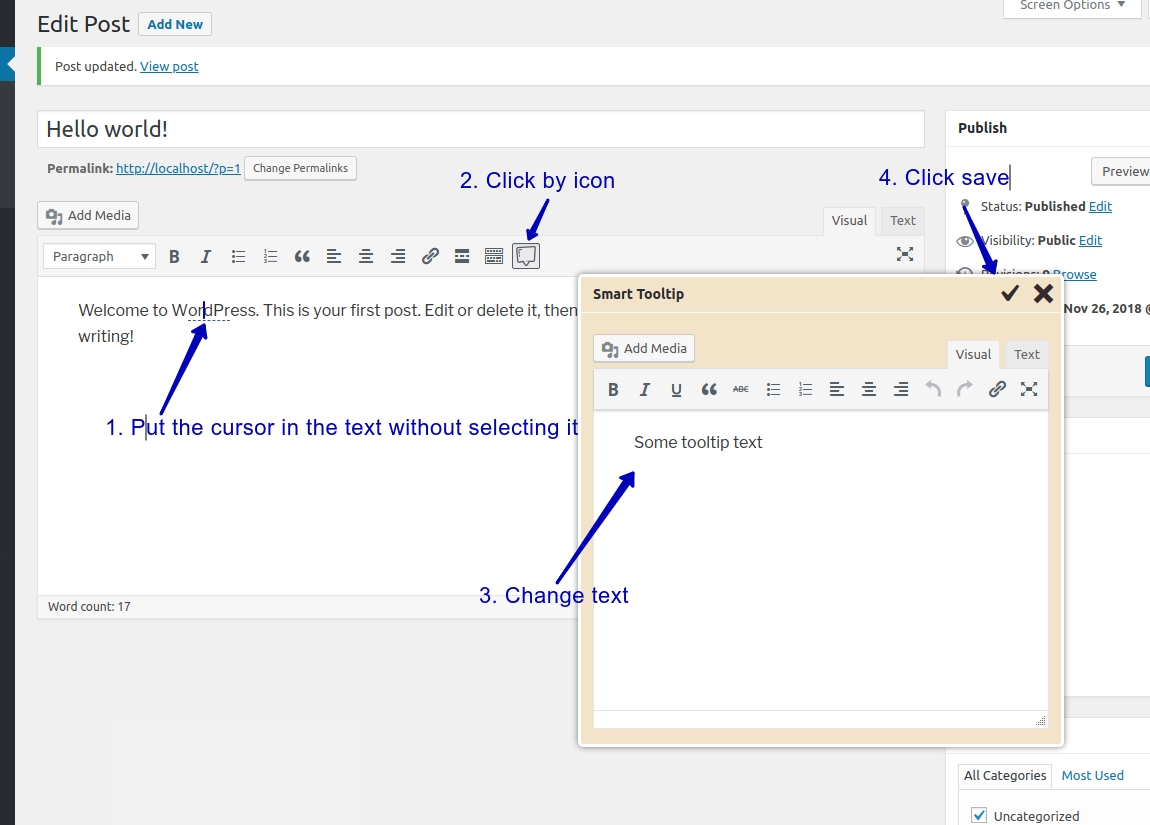 Screen Options
Edit Post Add New
Post updated. View post
Hello world!
Publish
Permalink: http://localhost/?p=1 Change Permalinks
Preview
2. Click by icon
4. Click save
Add Media
Status: Published Edit
Visual Text
Visibility: Public Edit
Paragraph
B I
Revisions: 9 Browse
Smart Tooltip
Nov 26, 2018 @
Welcome to WordPress. This is your first post. Edit or delete it, then
writing!
Add Media
Visual Text
B I U ABC
1. Put the cursor in the text without selecting it
Some tooltip text
3. Change text
Word count: 17
All Categories Most Used
Uncategorized